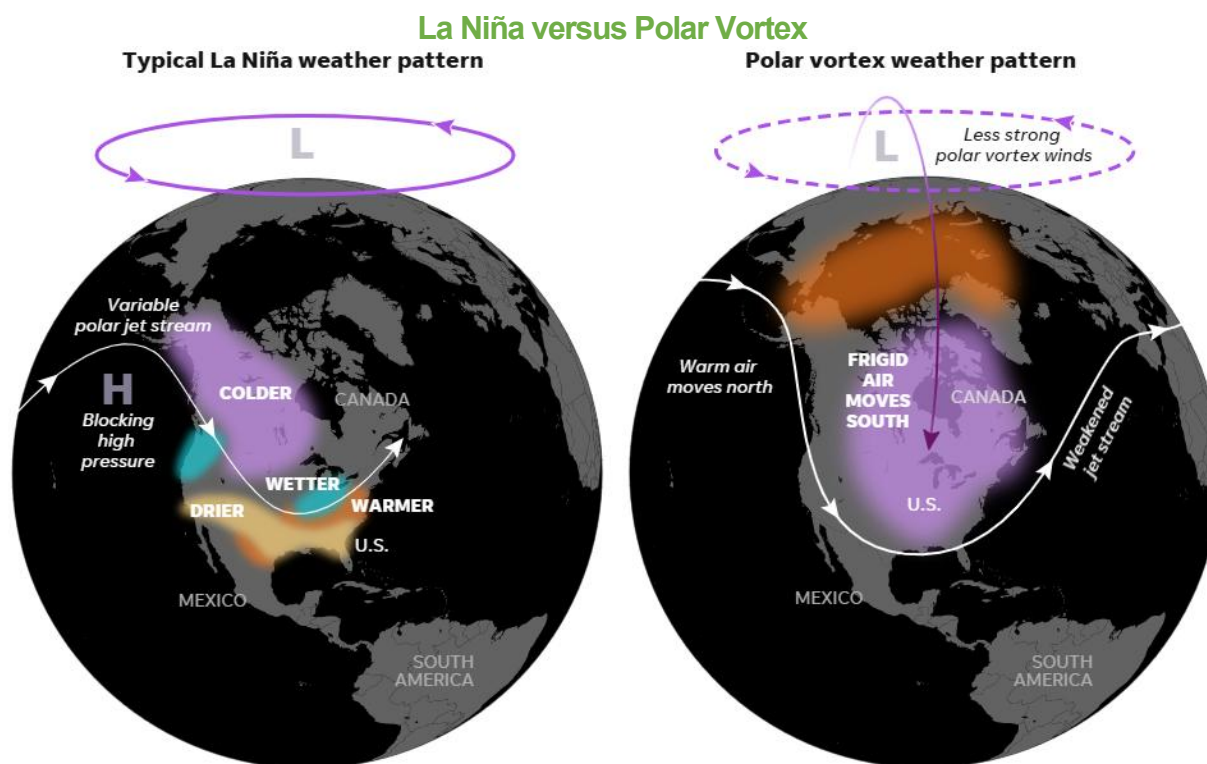 La Niña versus Polar Vortex
Typical La Niña weather pattern
L
Variable
polar jet stream
H
Blocking
high
pressure
COLDER
CANADA
WETTER
DRIER
WARMER
U.S.
MEXICO
SOUTH
AMERICA
Polar vortex weather pattern
L
Less strong
polar vortex winds
Warm air
moves north
FRIGID
AIR
MOVES
SOUTH
CANADA
Weakened
jet stream
U.S.
MEXICO
SOUTH
AMERICA